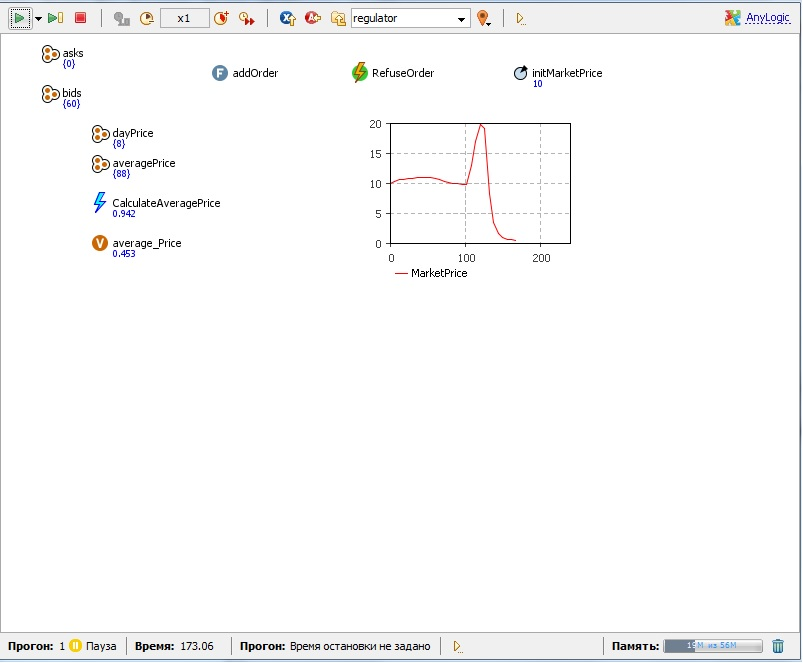 x1
regulator
AnyLogic
asks
{0}
addOrder
RefuseOrder
initMarketPrice
10
bids
{60}
dayPrice
{8}
averagePrice
{88}
CalculateAveragePrice
0.942
average_Price
0.453
20
15
10
5
0
0 100 200
MarketPrice
Прогон: 1 Пауза Время: 173.06 Прогон: Время остановки не задано Память: 19M из 56M